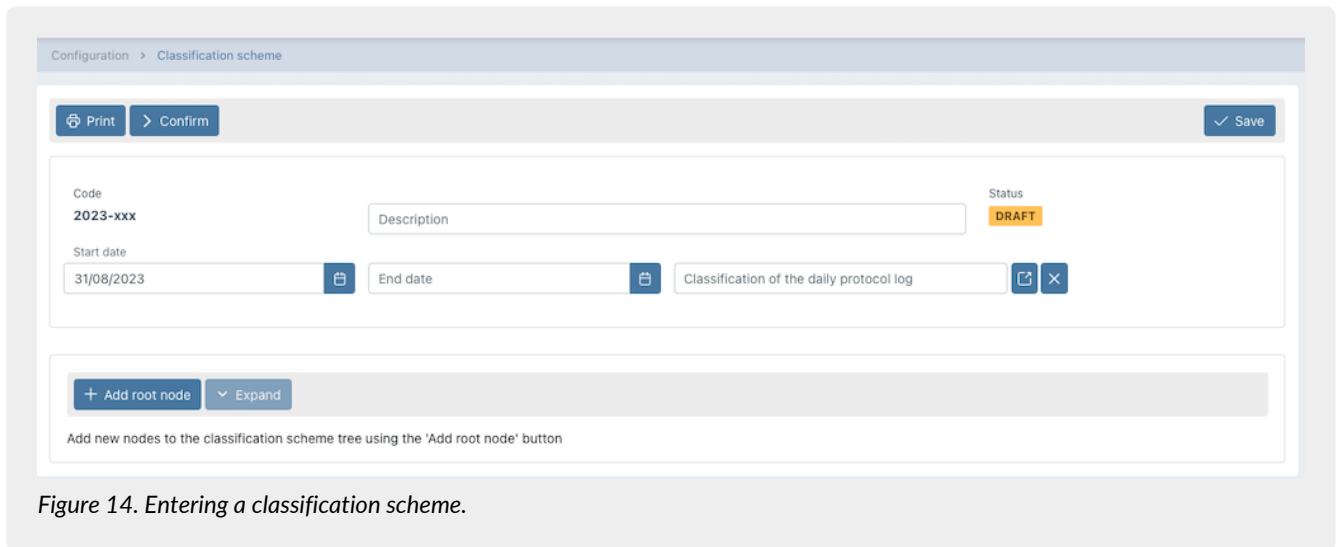 Configuration > Classification scheme
Print
Confirm
Save
Code
2023-xxx
Description
Status
DRAFT
Start date
31/08/2023
End date
Classification of the daily protocol log
Add root node
Expand
Add new nodes to the classification scheme tree using the 'Add root node' button
Figure 14. Entering a classification scheme.